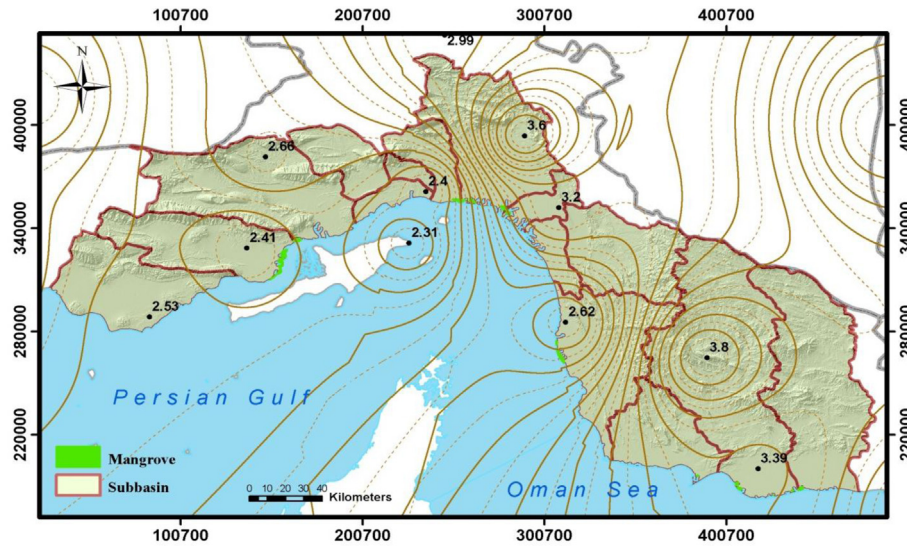 100700 200700 300700 400700
N
2.99
400000 3.6 400000
2.66
2.4
3.2
340000 2.31 340000
2.41
2.53 2.62
280000 3.8 280000
Persian Gulf
220000 220000
Mangrove 3.39
Subbasin
0 10 20 30 40
Kilometers
Oman Sea
100700 200700 300700 400700